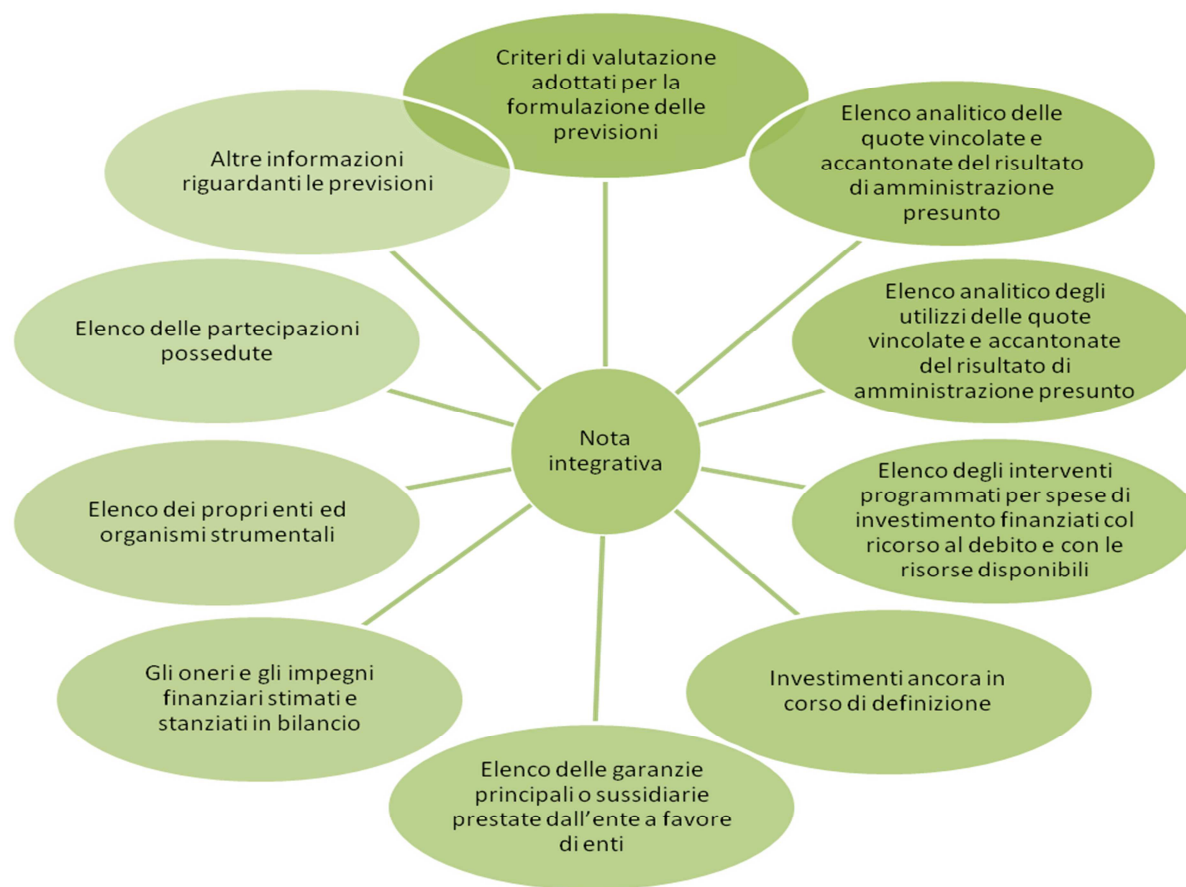 Criteri di valutazione
adottati per la
formulazione delle
previsioni
Elenco analitico delle
quote vincolate e
accantonate del risultato
di amministrazione
presunto
Elenco analitico degli
utilizzi delle quote
vincolate e accantonate
del risultato di
amministrazione presunto
Elenco degli interventi
programmati per spese di
investimento finanziati col
ricorso al debito e con le
risorse disponibili
Investimenti ancora in
corso di definizione
Elenco delle garanzie
principali o sussidiarie
prestate dall'ente a favore
di enti
Gli oneri e gli impegni
finanziari stimati e
stanziati in bilancio
Elenco dei propri enti ed
organismi strumentali
Elenco delle partecipazioni
possedute
Altre informazioni
riguardanti le previsioni
Nota
integrativa